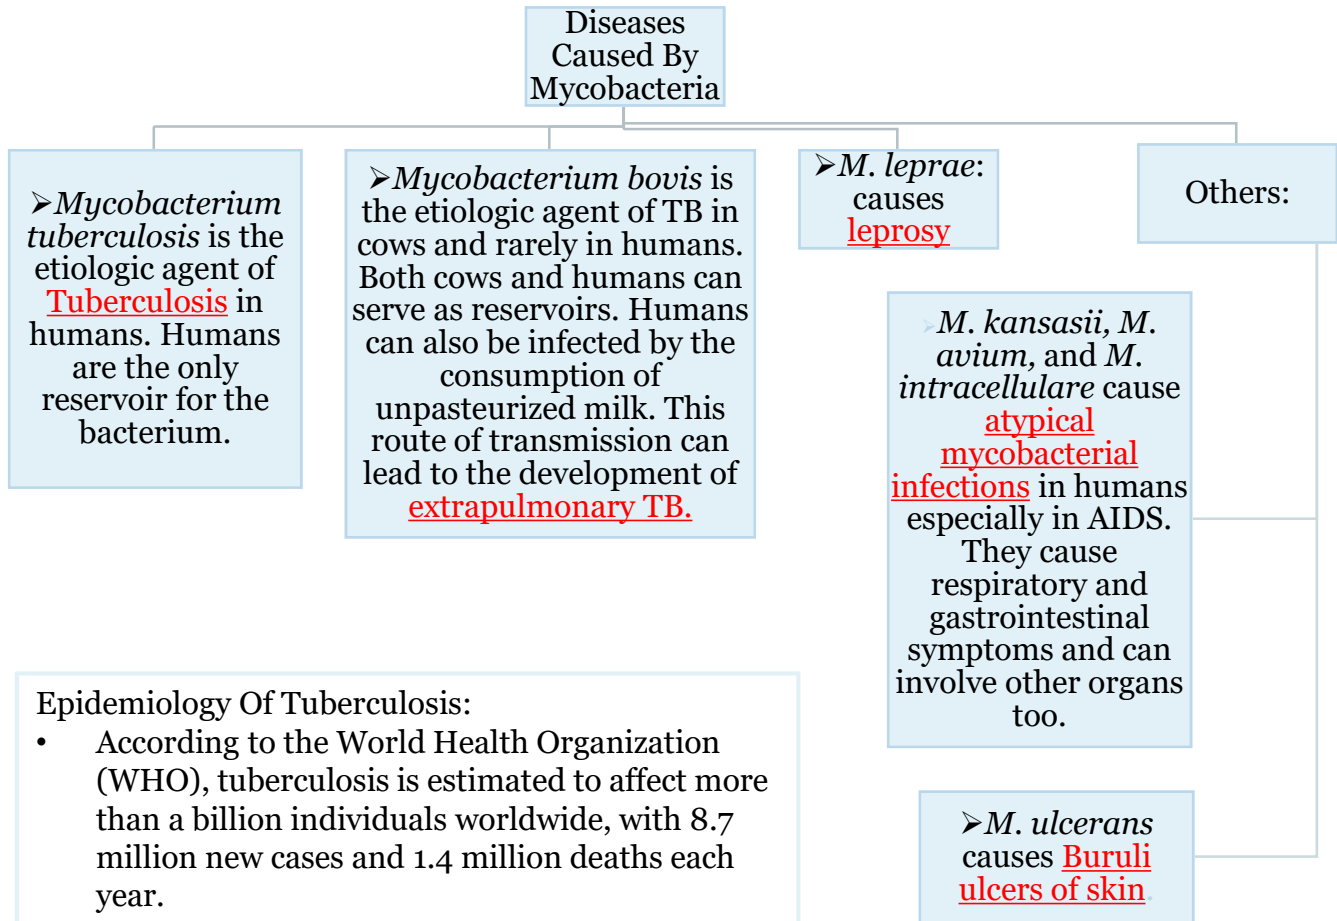 Diseases
Caused By
Mycobacteria
➢Mycobacterium
tuberculosis is the
etiologic agent of
Tuberculosis in
humans. Humans
are the only
reservoir for the
bacterium.
➢Mycobacterium bovis is
the etiologic agent of TB in
cows and rarely in humans.
Both cows and humans can
serve as reservoirs. Humans
can also be infected by the
consumption of
unpasteurized milk. This
route of transmission can
lead to the development of
extrapulmonary TB.
➢M. leprae:
causes
leprosy
Others:
➢M. kansasii, M.
avium, and M.
intracellulare cause
atypical
mycobacterial
infections in humans
especially in AIDS.
They cause
respiratory and
gastrointestinal
symptoms and can
involve other organs
too.
➢M. ulcerans
causes Buruli
ulcers of skin.
Epidemiology Of Tuberculosis:
• According to the World Health Organization
(WHO), tuberculosis is estimated to affect more
than a billion individuals worldwide, with 8.7
million new cases and 1.4 million deaths each
year.